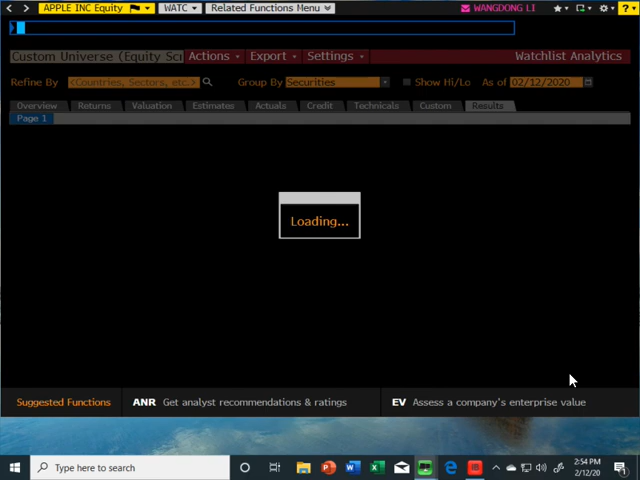 APPLE INC Equity WATC Related Functions Menu WANGDONG LI
Custom Universe (Equity Scr Actions Export Settings Watchlist Analytics
Refine By <Countries, Sectors, etc.> Group By Securities Show Hi/Lo As of 02/12/2020
Overview Returns Valuation Estimates Actuals Credit Technicals Custom Results
Page 1
Loading...
Suggested Functions ANR Get analyst recommendations & ratings EV Assess a company's enterprise value
Type here to search 2:54 PM
2/12/20